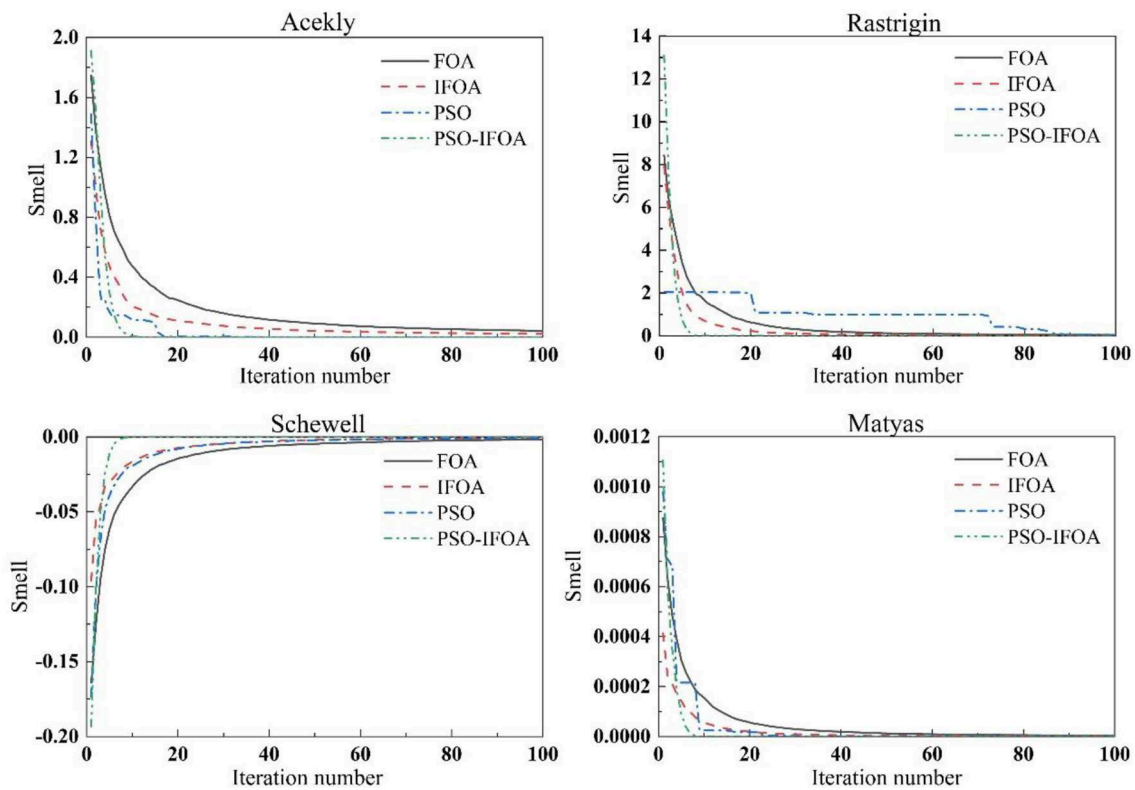 Acekly
2.0
1.6
1.2
0.8
0.4
0.0
Smell
FOA
IFOA
PSO
PSO-IFOA
0 20 40 60 80 100
Iteration number
Rastrigin
14
12
10
8
6
4
2
0
Smell
FOA
IFOA
PSO
PSO-IFOA
0 20 40 60 80 100
Iteration number
Schewell
0.00
-0.05
-0.10
-0.15
-0.20
Smell
FOA
IFOA
PSO
PSO-IFOA
0 20 40 60 80 100
Iteration number
Matyas
0.0012
0.0010
0.0008
0.0006
0.0004
0.0002
0.0000
Smell
FOA
IFOA
PSO
PSO-IFOA
0 20 40 60 80 100
Iteration number